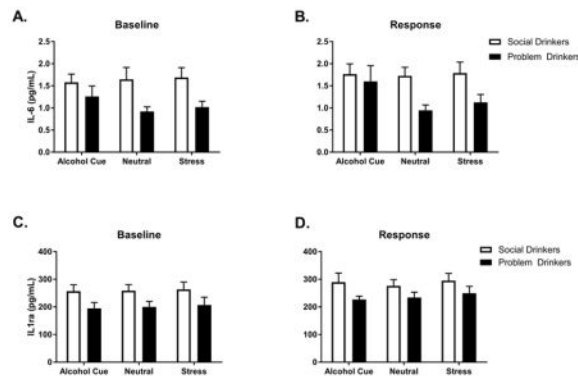 A.
Baseline
IL-6 (pg/mL)
2.5
2.0
1.5
1.0
0.5
0.0
Alcohol Cue Neutral Stress
B.
Response
2.5
2.0
1.5
1.0
0.5
0.0
Alcohol Cue Neutral Stress
Social Drinkers
Problem Drinkers
C.
Baseline
IL1ra (pg/mL)
400
300
200
100
0
Alcohol Cue Neutral Stress
D.
Response
400
300
200
100
0
Alcohol Cue Neutral Stress
Social Drinkers
Problem Drinkers